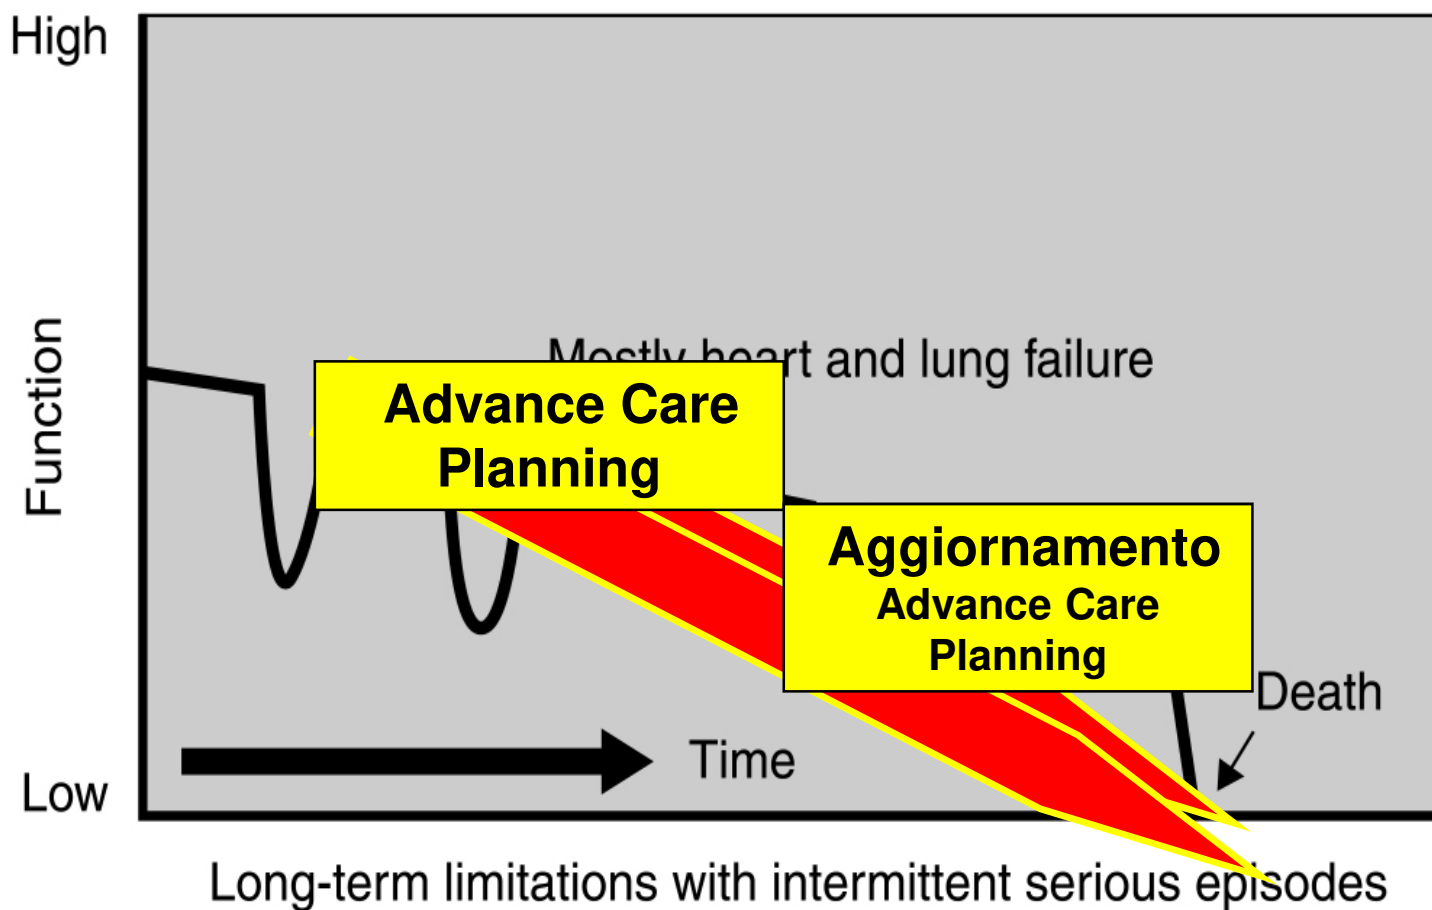 High
Function
Mostly heart and lung failure
Advance Care
Planning
Aggiornamento
Advance Care
Planning
Death
Time
Low
Long-term limitations with intermittent serious episodes